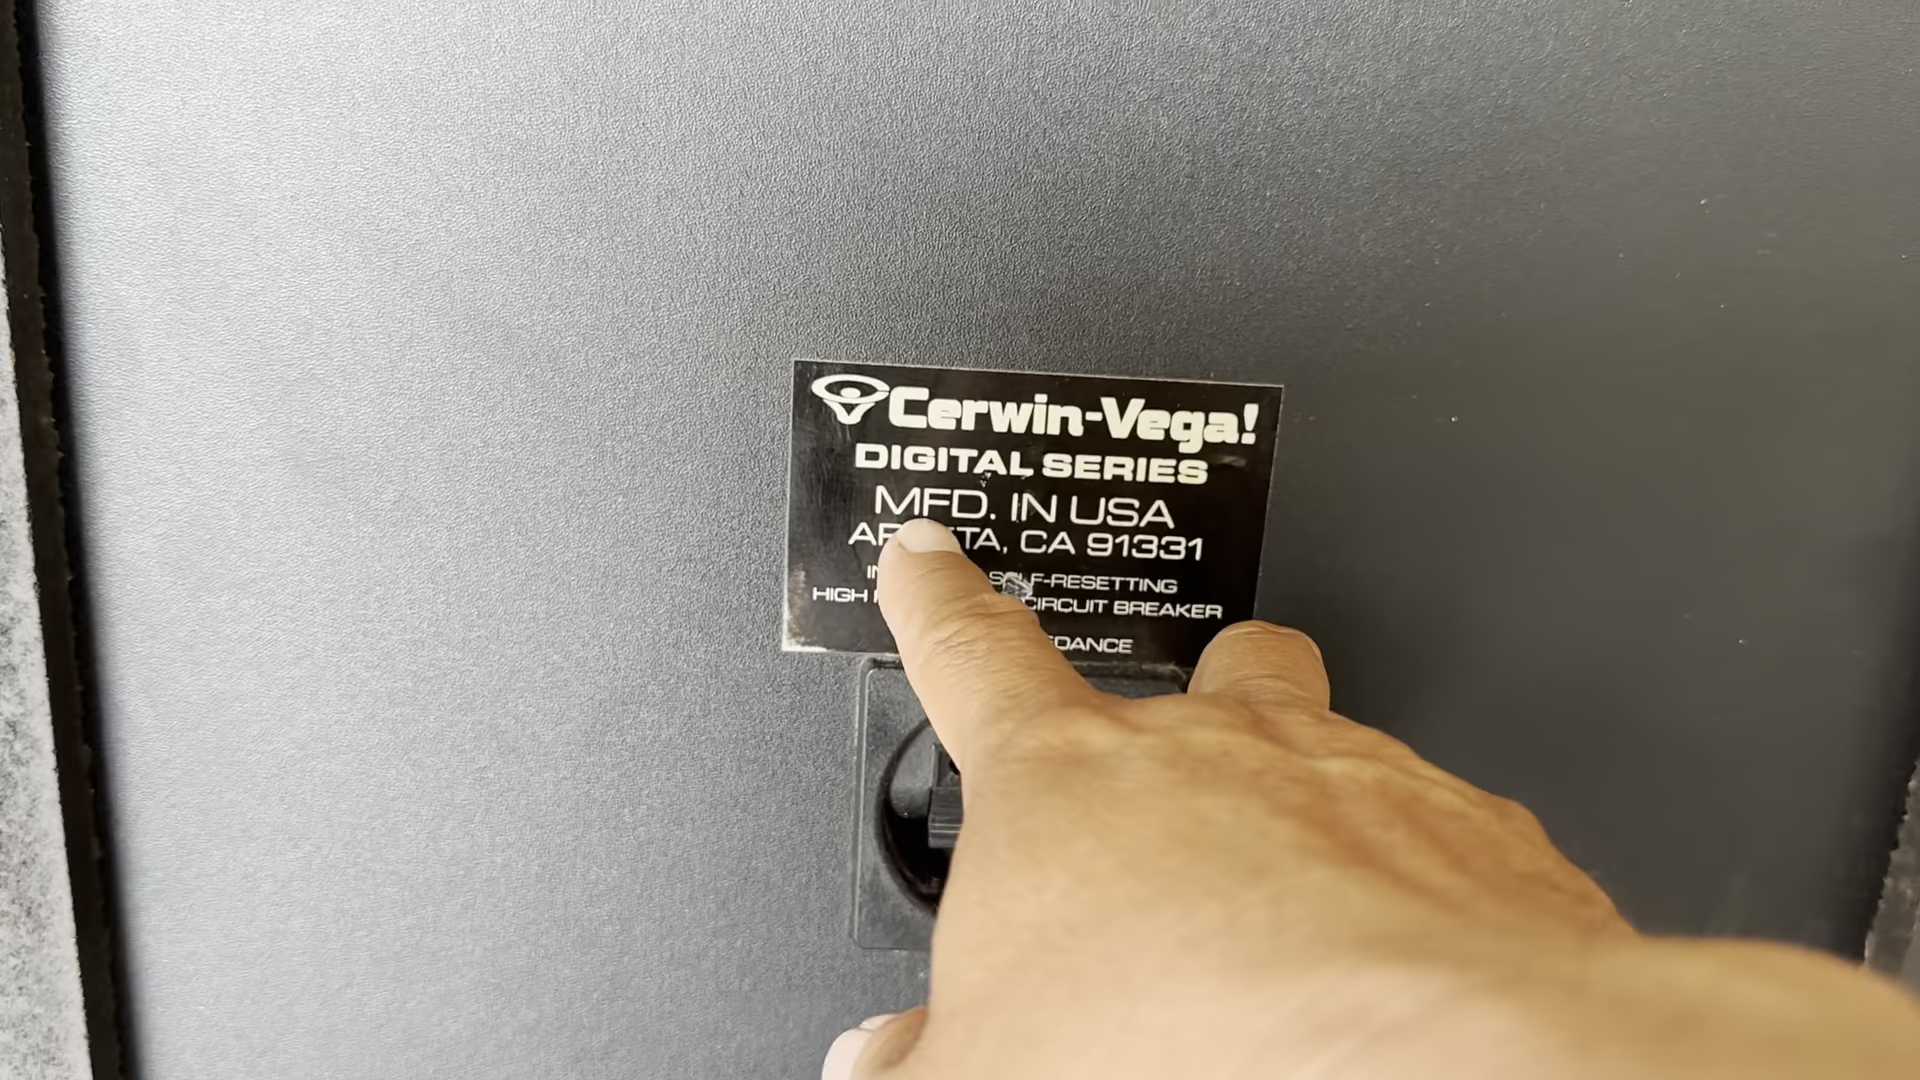 Cerwin-Vega!
DIGITAL SERIES
MFD. IN USA
CA 91331
SELF-RESETTING
HIGH CIRCUIT BREAKER